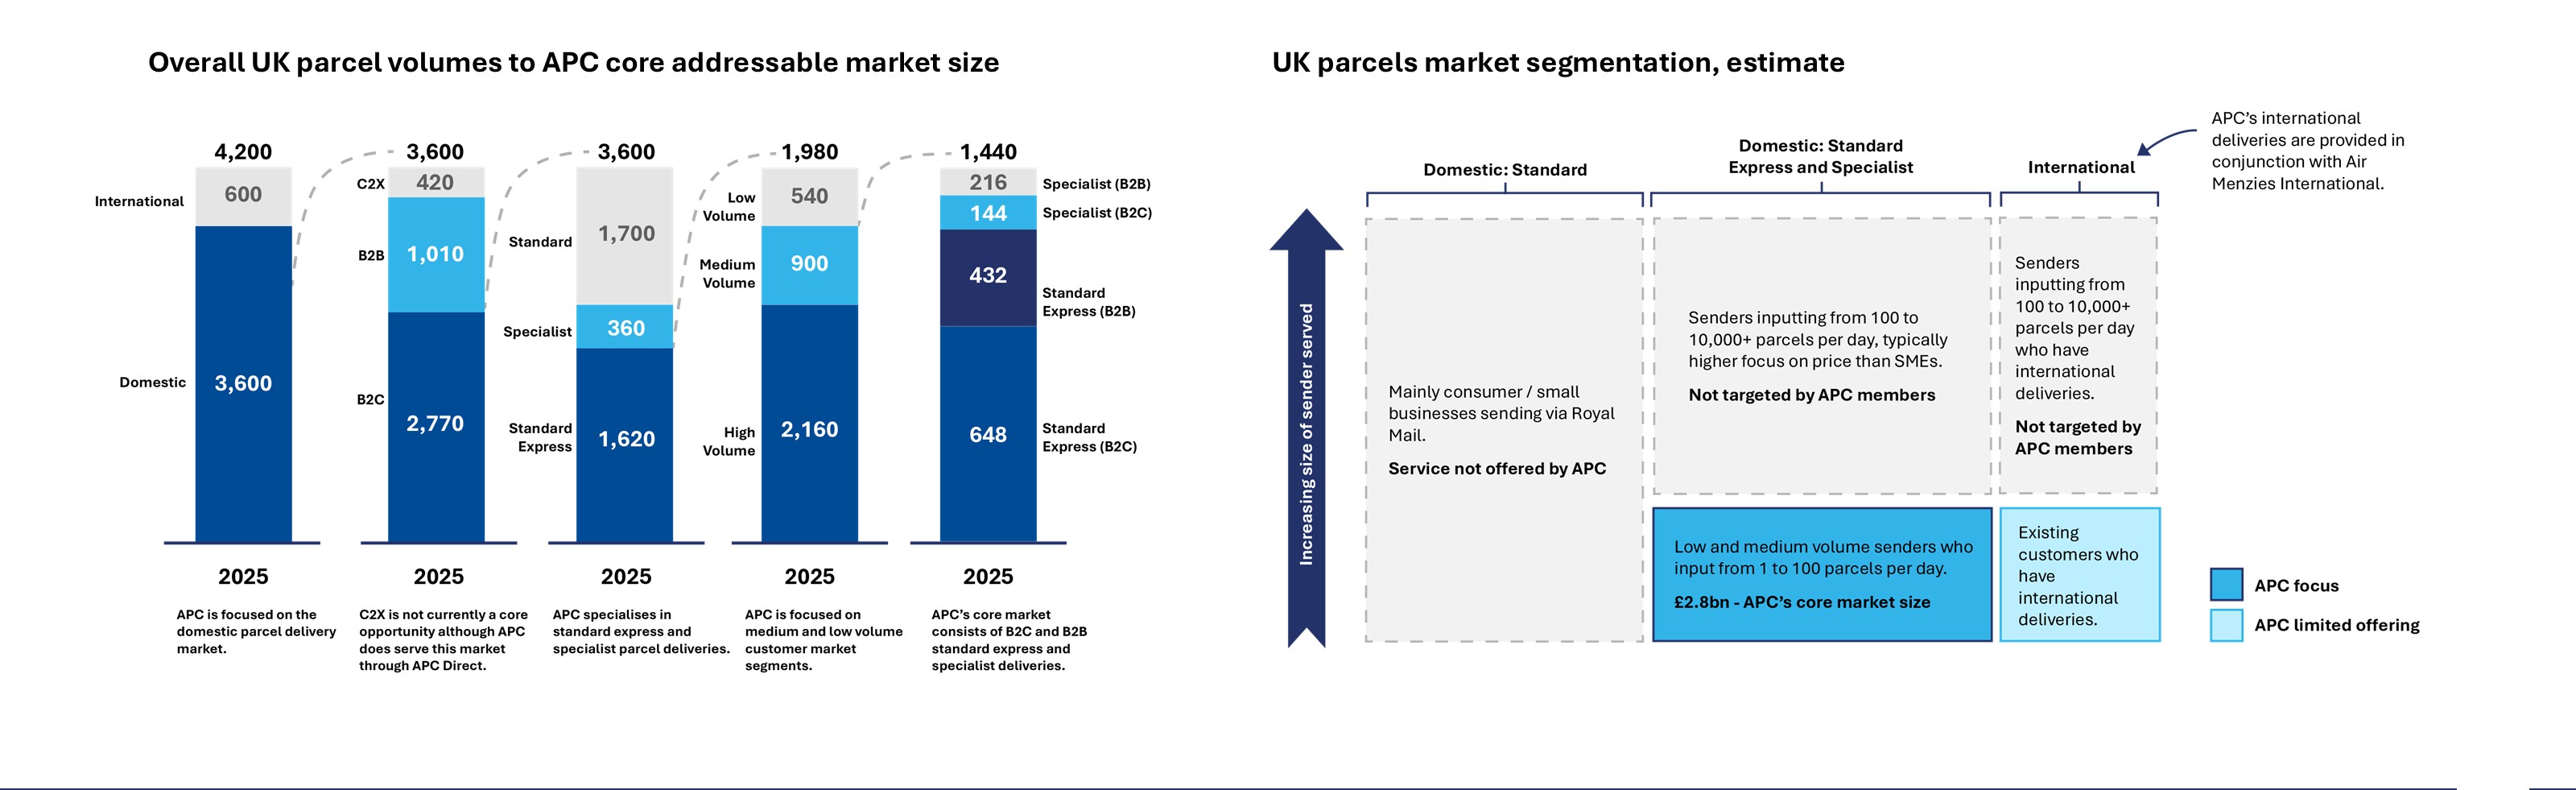 Overall UK parcel volumes to APC core addressable market size
4,200
International
600
Domestic
3,600
2025
APC is focused on the
domestic parcel delivery
market.
3,600
C2X
420
B2B
1,010
B2C
2,770
2025
C2X is not currently a core
opportunity although APC
does serve this market
through APC Direct.
3,600
Standard
1,700
Specialist
360
Standard
Express
1,620
2025
APC specialises in
standard express and
specialist parcel deliveries.
1,980
Low
Volume
540
Medium
Volume
900
High
Volume
2,160
2025
APC is focused on
medium and low volume
customer market
segments.
1,440
216
Specialist (B2B)
144
Specialist (B2C)
432
Standard
Express (B2B)
648
Standard
Express (B2C)
2025
APC's core market
consists of B2C and B2B
standard express and
specialist deliveries.
UK parcels market segmentation, estimate
Increasing size of sender served
Domestic: Standard
Mainly consumer / small
businesses sending via Royal
Mail.
Service not offered by APC
Domestic: Standard
Express and Specialist
Senders inputting from 100 to
10,000+ parcels per day, typically
higher focus on price than SMEs.
Not targeted by APC members
Low and medium volume senders who
input from 1 to 100 parcels per day.
£2.8bn - APC's core market size
International
Senders
inputting from
100 to 10,000+
parcels per day
who have
international
deliveries.
Not targeted by
APC members
Existing
customers who
have
international
deliveries.
APC's international
deliveries are provided in
conjunction with Air
Menzies International.
APC focus
APC limited offering